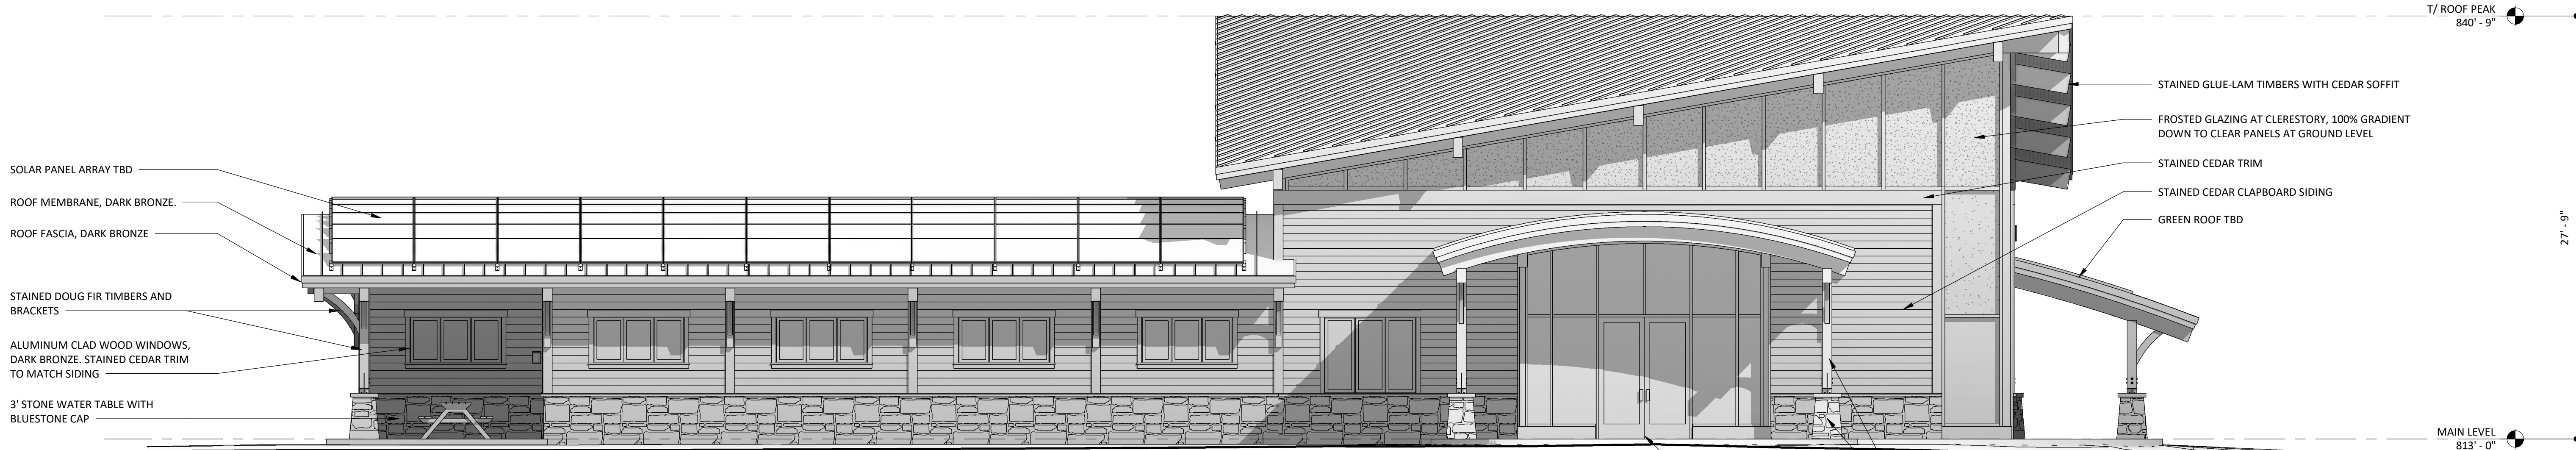 T/ ROOF PEAK
840' - 9"
SOLAR PANEL ARRAY TBD
ROOF MEMBRANE, DARK BRONZE.
ROOF FASCIA, DARK BRONZE
STAINED DOUG FIR TIMBERS AND
BRACKETS
ALUMINUM CLAD WOOD WINDOWS,
DARK BRONZE. STAINED CEDAR TRIM
TO MATCH SIDING
3' STONE WATER TABLE WITH
BLUESTONE CAP
STAINED GLUE-LAM TIMBERS WITH CEDAR SOFFIT
FROSTED GLAZING AT CLERESTORY, 100% GRADIENT
DOWN TO CLEAR PANELS AT GROUND LEVEL
STAINED CEDAR TRIM
STAINED CEDAR CLAPBOARD SIDING
GREEN ROOF TBD
27' - 9"
MAIN LEVEL
813' - 0"